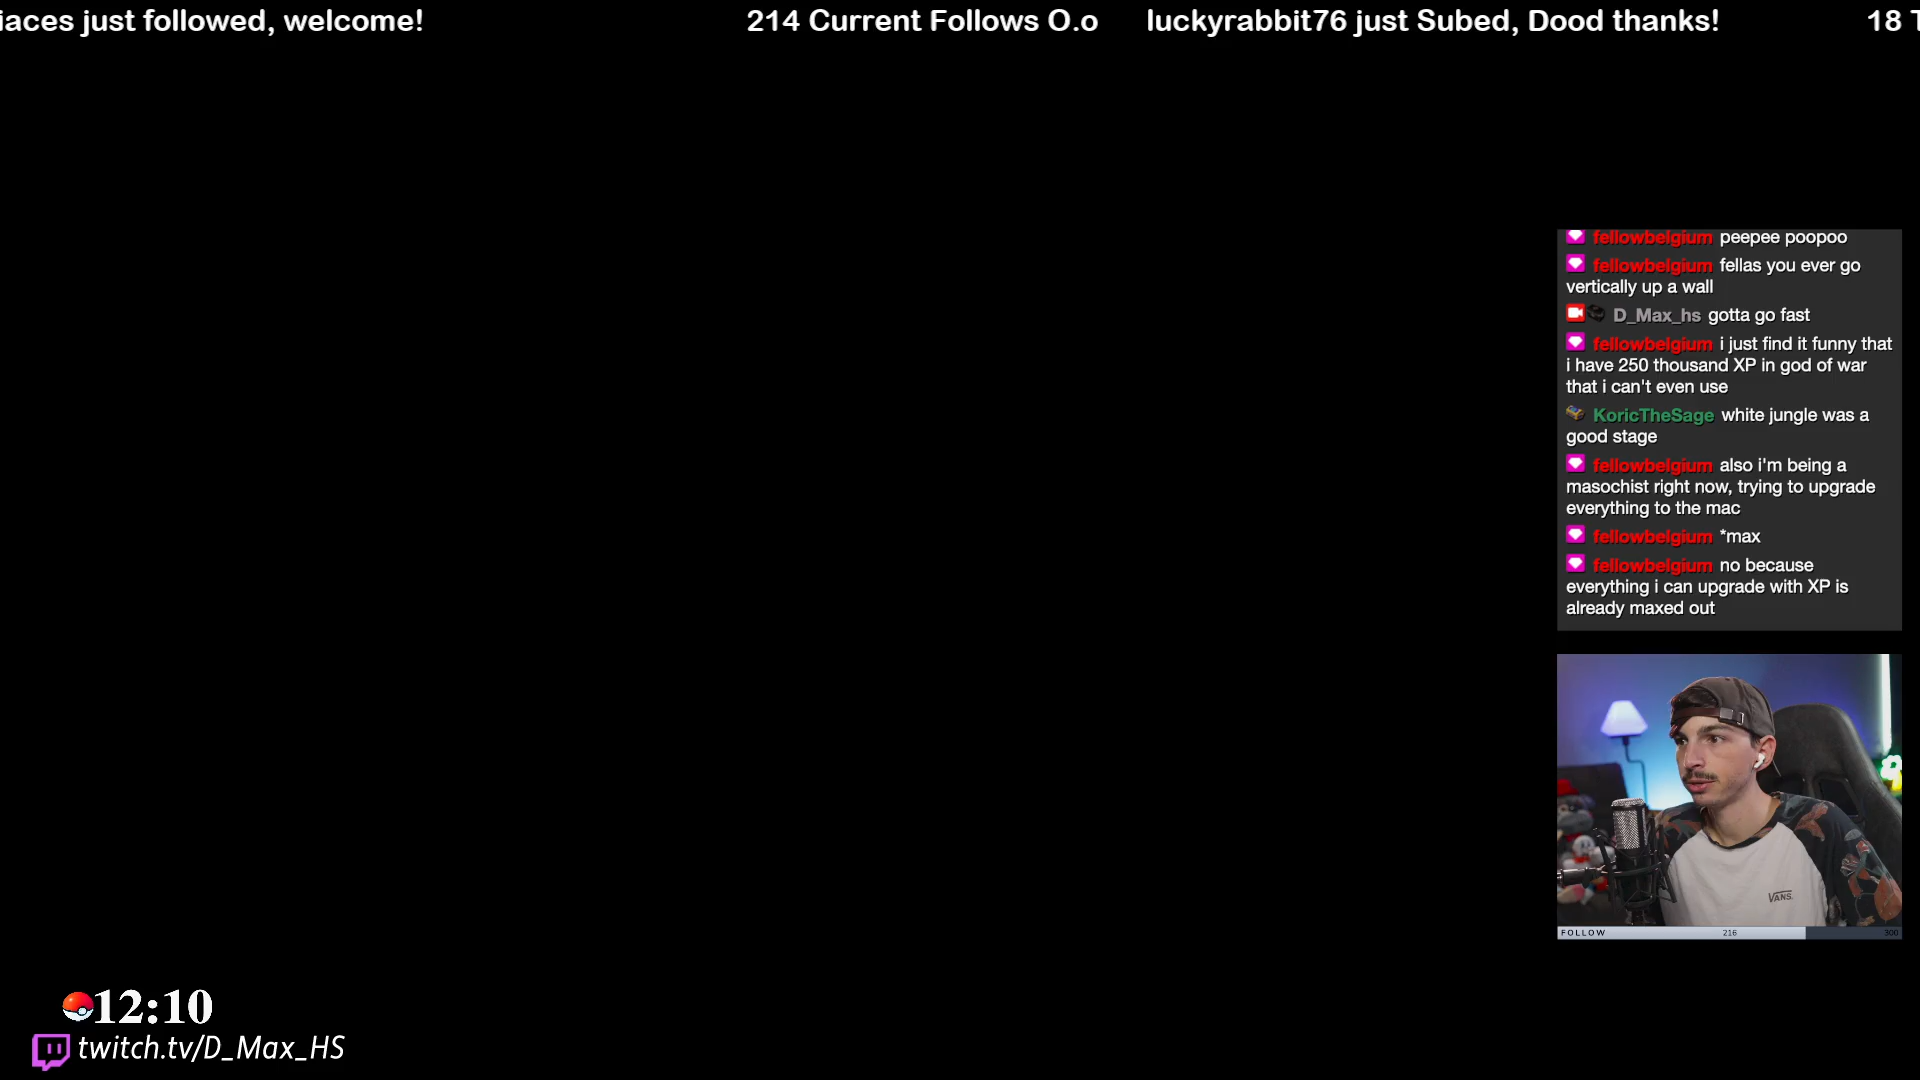 iaces just followed, welcome!
214 Current Follows O.o
luckyrabbit76 just Subed, Dood thanks!
18 T
fellowbelgium peepee poopoo
fellowbelgium fellas you ever go
vertically up a wall
D_Max_hs gotta go fast
fellowbelgium i just find it funny that
i have 250 thousand XP in god of war
that i can't even use
KoricTheSage white jungle was a
good stage
fellowbelgium also i'm being a
masochist right now, trying to upgrade
everything to the mac
fellowbelgium *max
fellowbelgium no because
everything i can upgrade with XP is
already maxed out
VANS
FOLLOW 216 300
12:10
twitch.tv/D_Max_HS